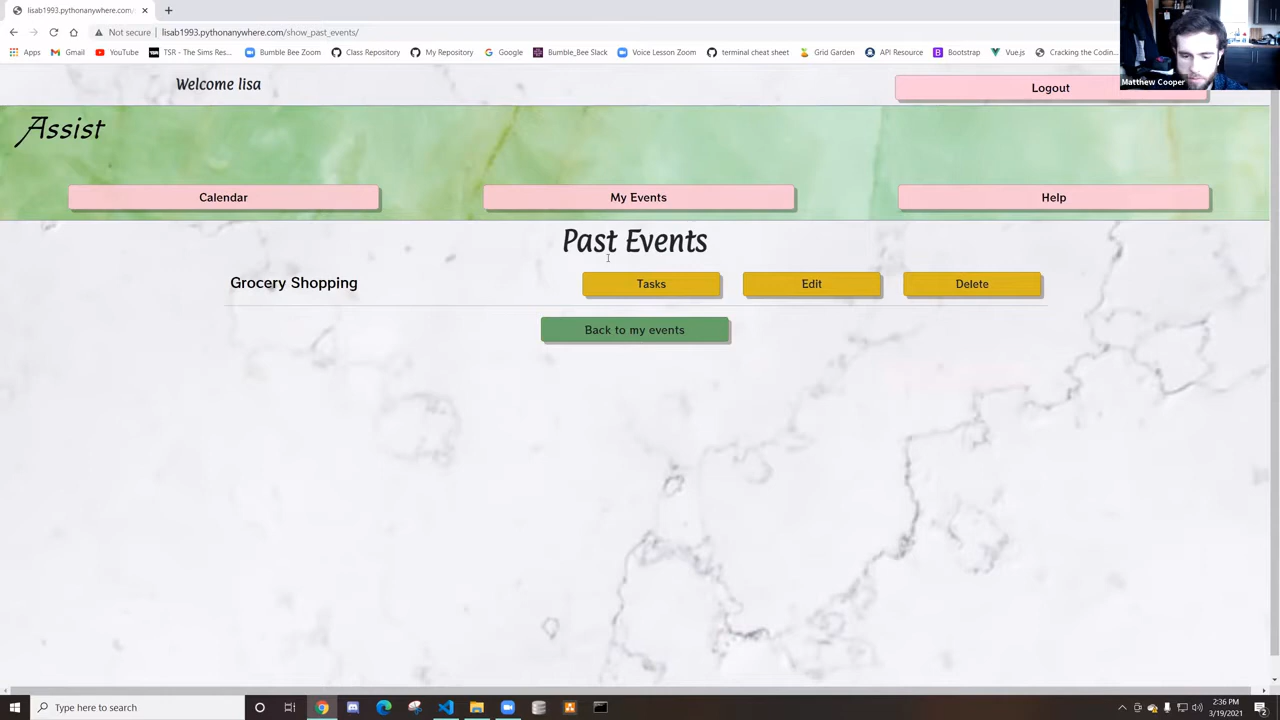 lisab1993.pythonanywhere.com/s
Not secure | lisab1993.pythonanywhere.com/show_past_events/
Apps Gmail YouTube TSR - The Sims Res... Bumble Bee Zoom Class Repository My Repository Google Bumble_Bee Slack Voice Lesson Zoom terminal cheat sheet Grid Garden API Resource Bootstrap Vue.js Cracking the Codin...
Matthew Cooper
Welcome lisa
Logout
Assist
Calendar My Events Help
Past Events
Grocery Shopping Tasks Edit Delete
Back to my events
Type here to search
2:36 PM
3/19/2021
2